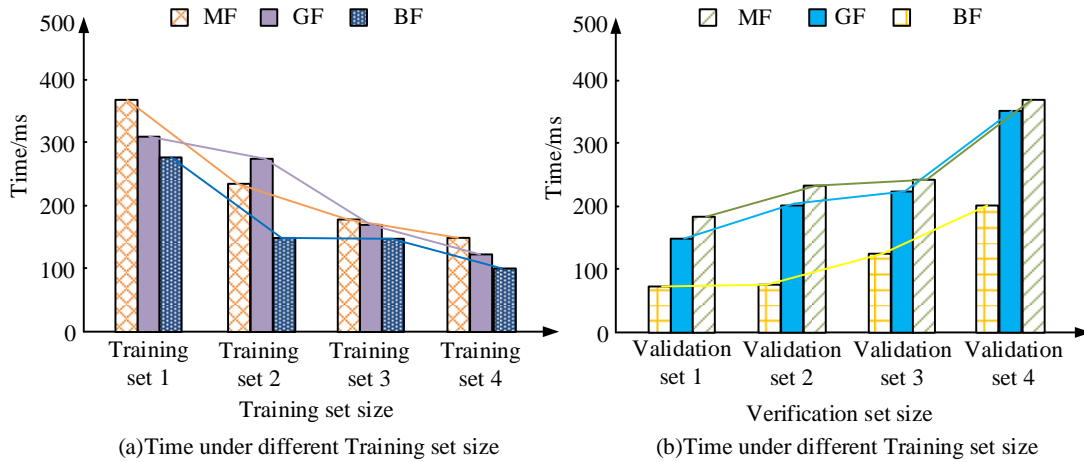 MF GF BF
500
400
300
200
100
0
Time/ms
Training set 1
Training set 2
Training set 3
Training set 4
Training set size
(a)Time under different Training set size
MF GF BF
500
400
300
200
100
0
Time/ms
Validation set 1
Validation set 2
Validation set 3
Validation set 4
Verification set size
(b)Time under different Training set size